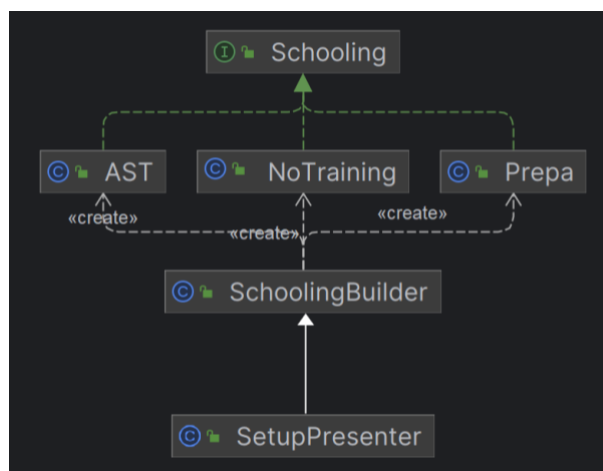 I Schooling
C AST
C NoTraining
C Prepa
«create»
«create»
«create»
C SchoolingBuilder
C SetupPresenter